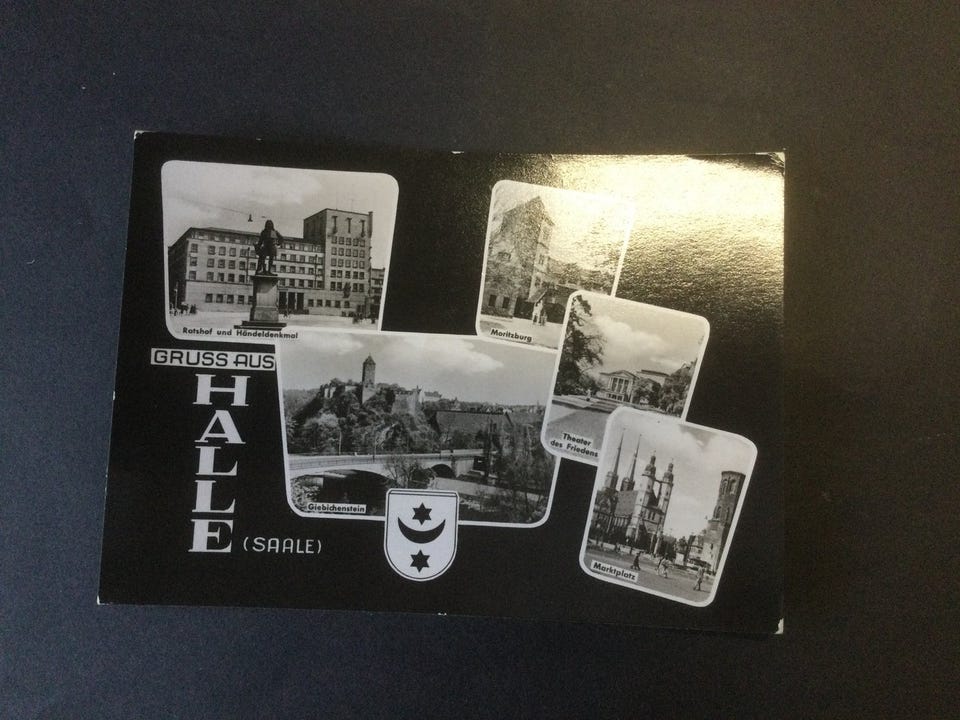 Ratshof und Händeldenkmal
GRUSS AUS
HALLE
(SAALE)
Moritzburg
Theater
des Friedens
Giebichenstein
Marktplatz